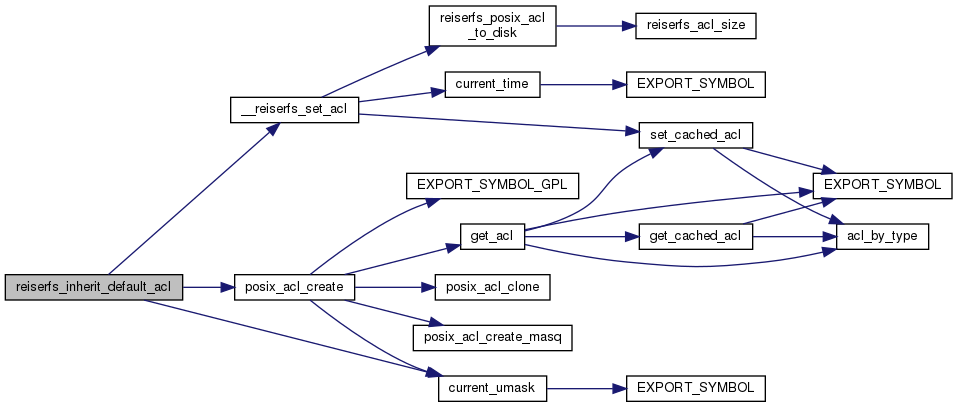 reiserfs_posix_acl
_to_disk
reiserfs_acl_size
current_time
EXPORT_SYMBOL
__reiserfs_set_acl
set_cached_acl
EXPORT_SYMBOL_GPL
EXPORT_SYMBOL
get_acl
get_cached_acl
acl_by_type
reiserfs_inherit_default_acl
posix_acl_create
posix_acl_clone
posix_acl_create_masq
current_umask
EXPORT_SYMBOL